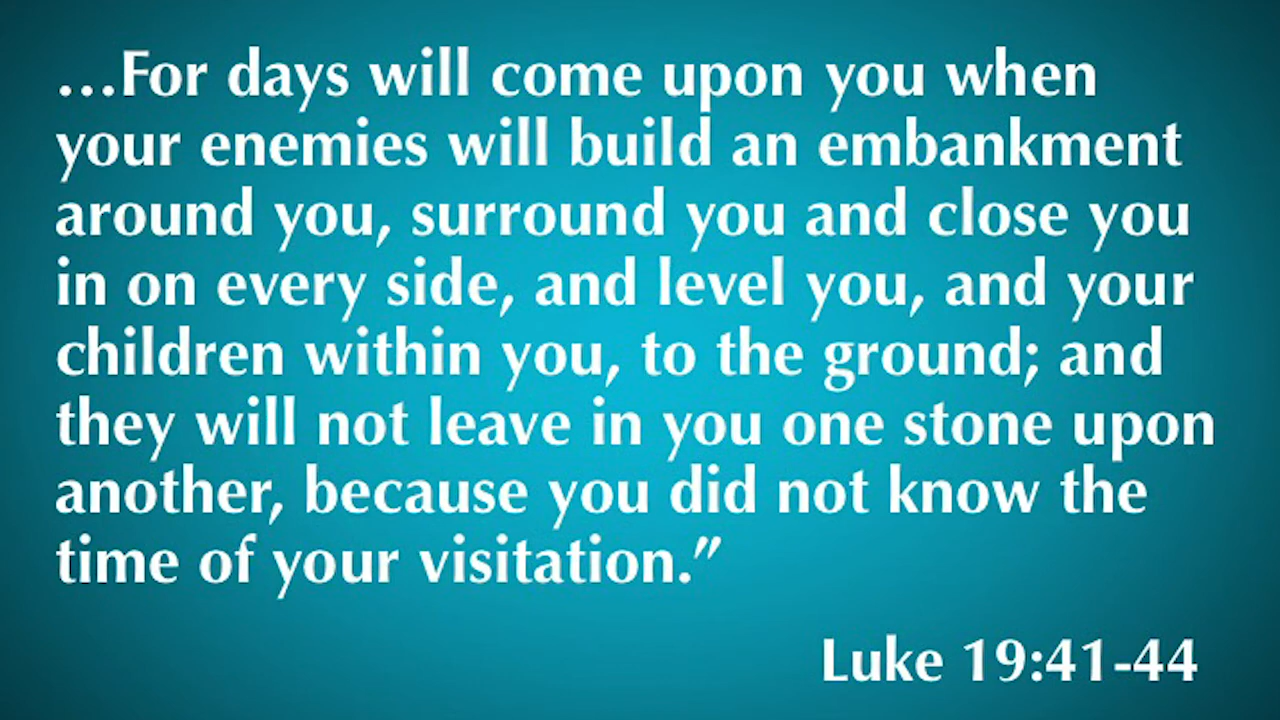 …For days will come upon you when
your enemies will build an embankment
around you, surround you and close you
in on every side, and level you, and your
children within you, to the ground; and
they will not leave in you one stone upon
another, because you did not know the
time of your visitation.”
Luke 19:41-44